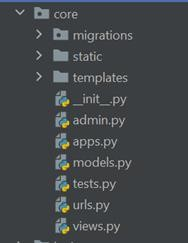 core
migrations
static
templates
__init__.py
admin.py
apps.py
models.py
tests.py
urls.py
views.py